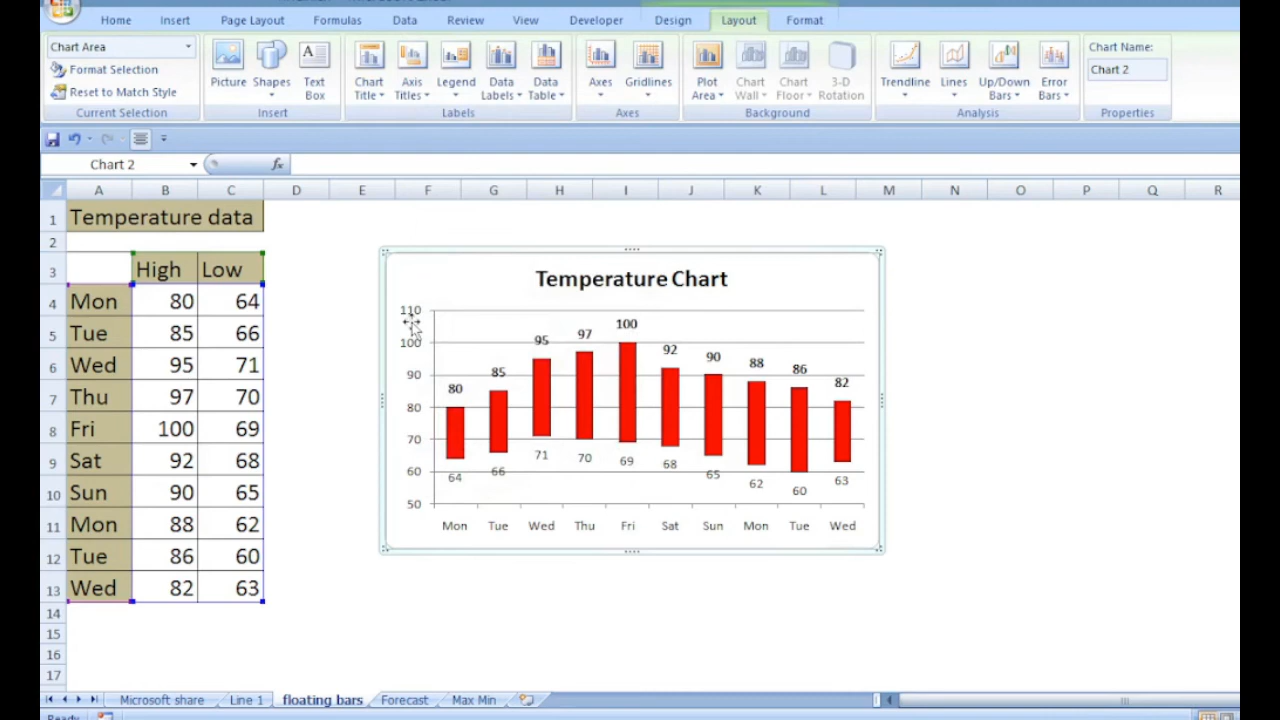 Home Insert Page Layout Formulas Data Review View Developer Design Layout Format
Chart Area
Format Selection
Reset to Match Style
Current Selection
Picture Shapes Text Box
Insert
Chart Title Axis Titles Legend Data Labels Data Table
Labels
Axes Gridlines
Axes
Plot Area Chart Wall Chart Floor 3-D Rotation
Background
Trendline Lines Up/Down Bars Error Bars
Analysis
Chart Name:
Chart 2
Properties
Chart 2 fx
A B C D E F G H I J K L M N O P Q R
1 Temperature data
2
3 High Low
4 Mon 80 64
5 Tue 85 66
6 Wed 95 71
7 Thu 97 70
8 Fri 100 69
9 Sat 92 68
10 Sun 90 65
11 Mon 88 62
12 Tue 86 60
13 Wed 82 63
14
15
16
17
Temperature Chart
110
100
90
80
70
60
50
80 85 95 97 100 92 90 88 86 82
64 66 71 70 69 68 65 62 60 63
Mon Tue Wed Thu Fri Sat Sun Mon Tue Wed
Microsoft share Line 1 floating bars Forecast Max Min
Ready